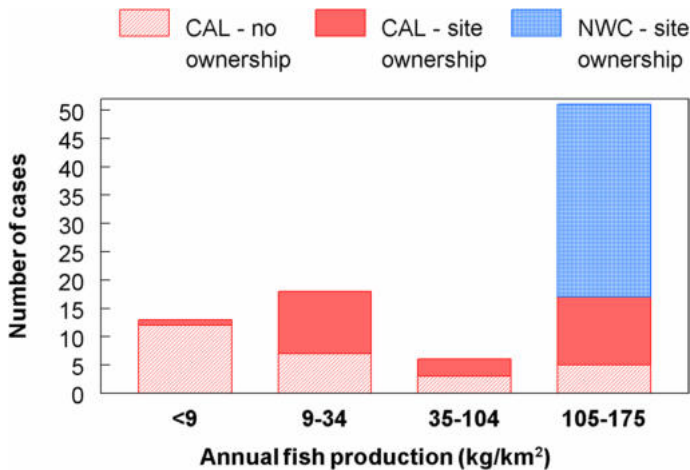 CAL - no ownership
CAL - site ownership
NWC - site ownership
Number of cases
50
45
40
35
30
25
20
15
10
5
0
<9 9-34 35-104 105-175
Annual fish production (kg/km²)